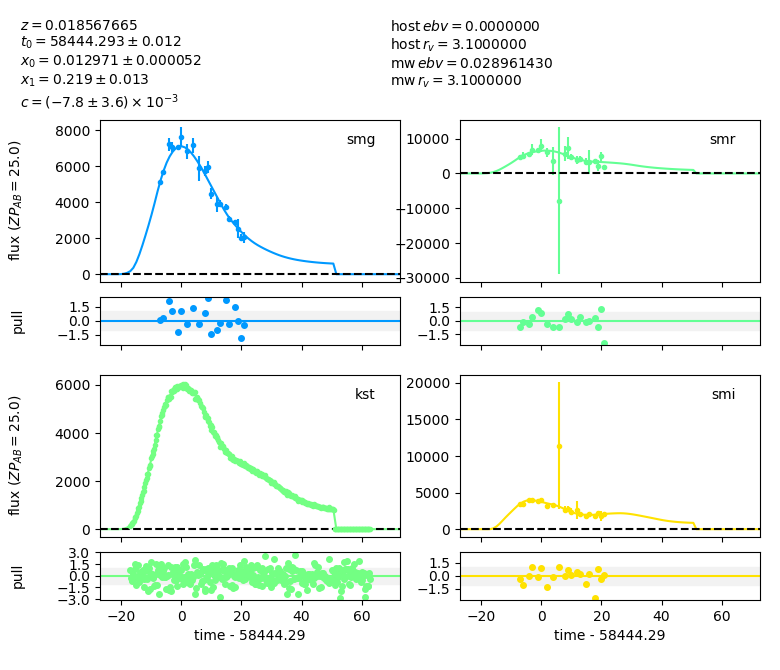 z = 0.018567665
t₀ = 58444.293 ± 0.012
x₀ = 0.012971 ± 0.000052
x₁ = 0.219 ± 0.013
c = (−7.8 ± 3.6) × 10⁻³
host ebv = 0.0000000
host r_v = 3.1000000
mw ebv = 0.028961430
mw r_v = 3.1000000
flux (ZP_AB = 25.0)
8000
6000
4000
2000
0
smg
10000
0
−10000
−20000
−30000
smr
pull
1.5
0.0
−1.5
1.5
0.0
−1.5
flux (ZP_AB = 25.0)
6000
4000
2000
0
kst
20000
15000
10000
5000
0
smi
pull
3.0
1.5
0.0
−1.5
−3.0
−20 0 20 40 60
time - 58444.29
1.5
0.0
−1.5
−20 0 20 40 60
time - 58444.29